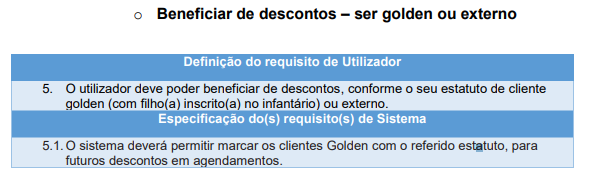 o Beneficiar de descontos – ser golden ou externo
Definição do requisito de Utilizador
5. O utilizador deve poder beneficiar de descontos, conforme o seu estatuto de cliente
golden (com filho(a) inscrito(a) no infantário) ou externo.
Especificação do(s) requisito(s) de Sistema
5.1. O sistema deverá permitir marcar os clientes Golden com o referido estatuto, para
futuros descontos em agendamentos.